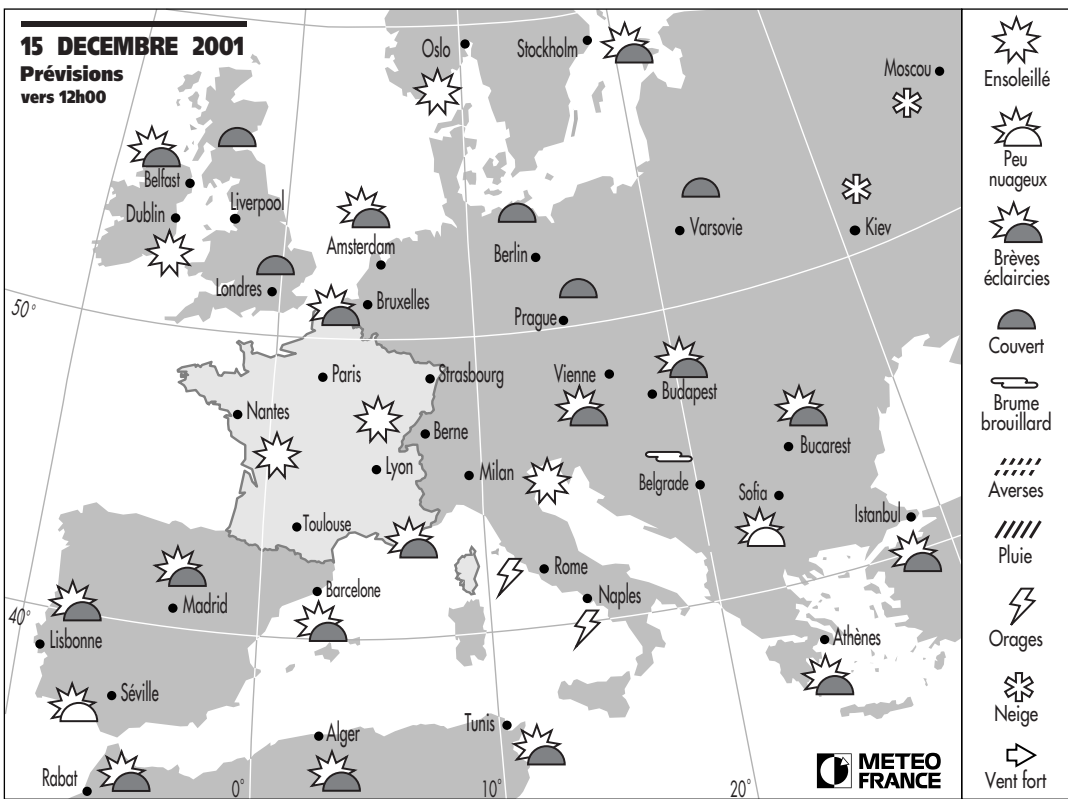 15 DECEMBRE 2001
Prévisions
vers 12h00
Oslo
Stockholm
Moscou
Belfast
Dublin
Liverpool
Amsterdam
Berlin
Varsovie
Kiev
Londres
Bruxelles
50°
Prague
Paris
Strasbourg
Vienne
Budapest
Nantes
Berne
Bucarest
Lyon
Milan
Belgrade
Sofia
Istanbul
Toulouse
Rome
Barcelone
Naples
Madrid
40°
Lisbonne
Athènes
Séville
Tunis
Alger
Rabat
0°
10°
20°
METEO
FRANCE
Ensoleillé
Peu
nuageux
Brèves
éclaircies
Couvert
Brume
brouillard
Averses
Pluie
Orages
Neige
Vent fort